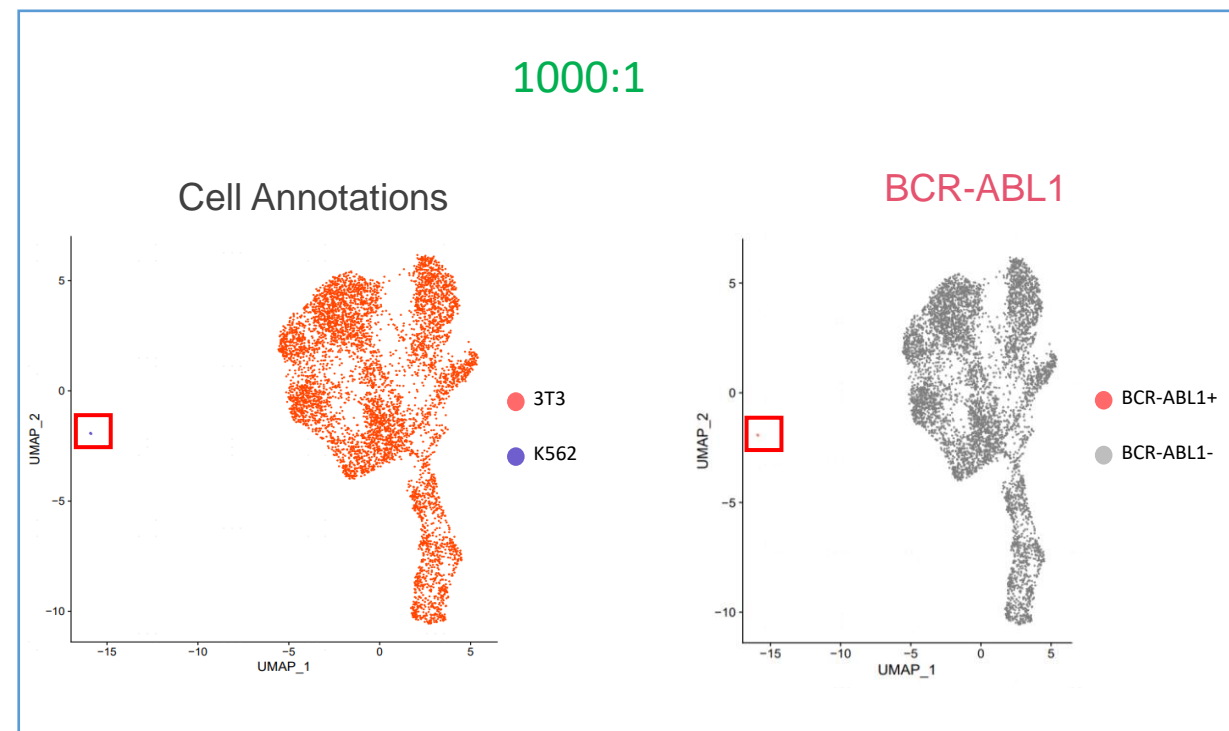 1000:1
Cell Annotations
5
0
−5
−10
−15
−10
−5
0
5
UMAP_1
UMAP_2
3T3
K562
BCR-ABL1
5
0
−5
−10
−15
−10
−5
0
5
UMAP_1
UMAP_2
BCR-ABL1+
BCR-ABL1-